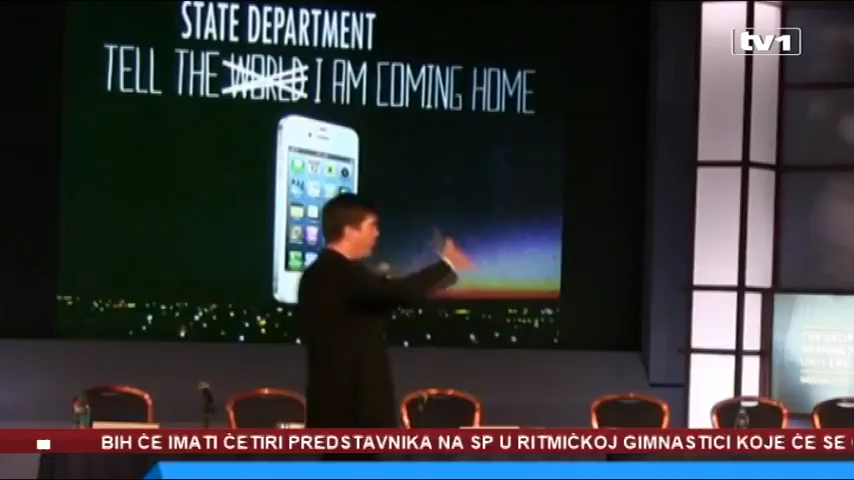 STATE DEPARTMENT
tv1
TELL THE WORLD I AM COMING HOME
BIH ĆE IMATI ČETIRI PREDSTAVNIKA NA SP U RITMIČKOJ GIMNASTICI KOJE ĆE SE